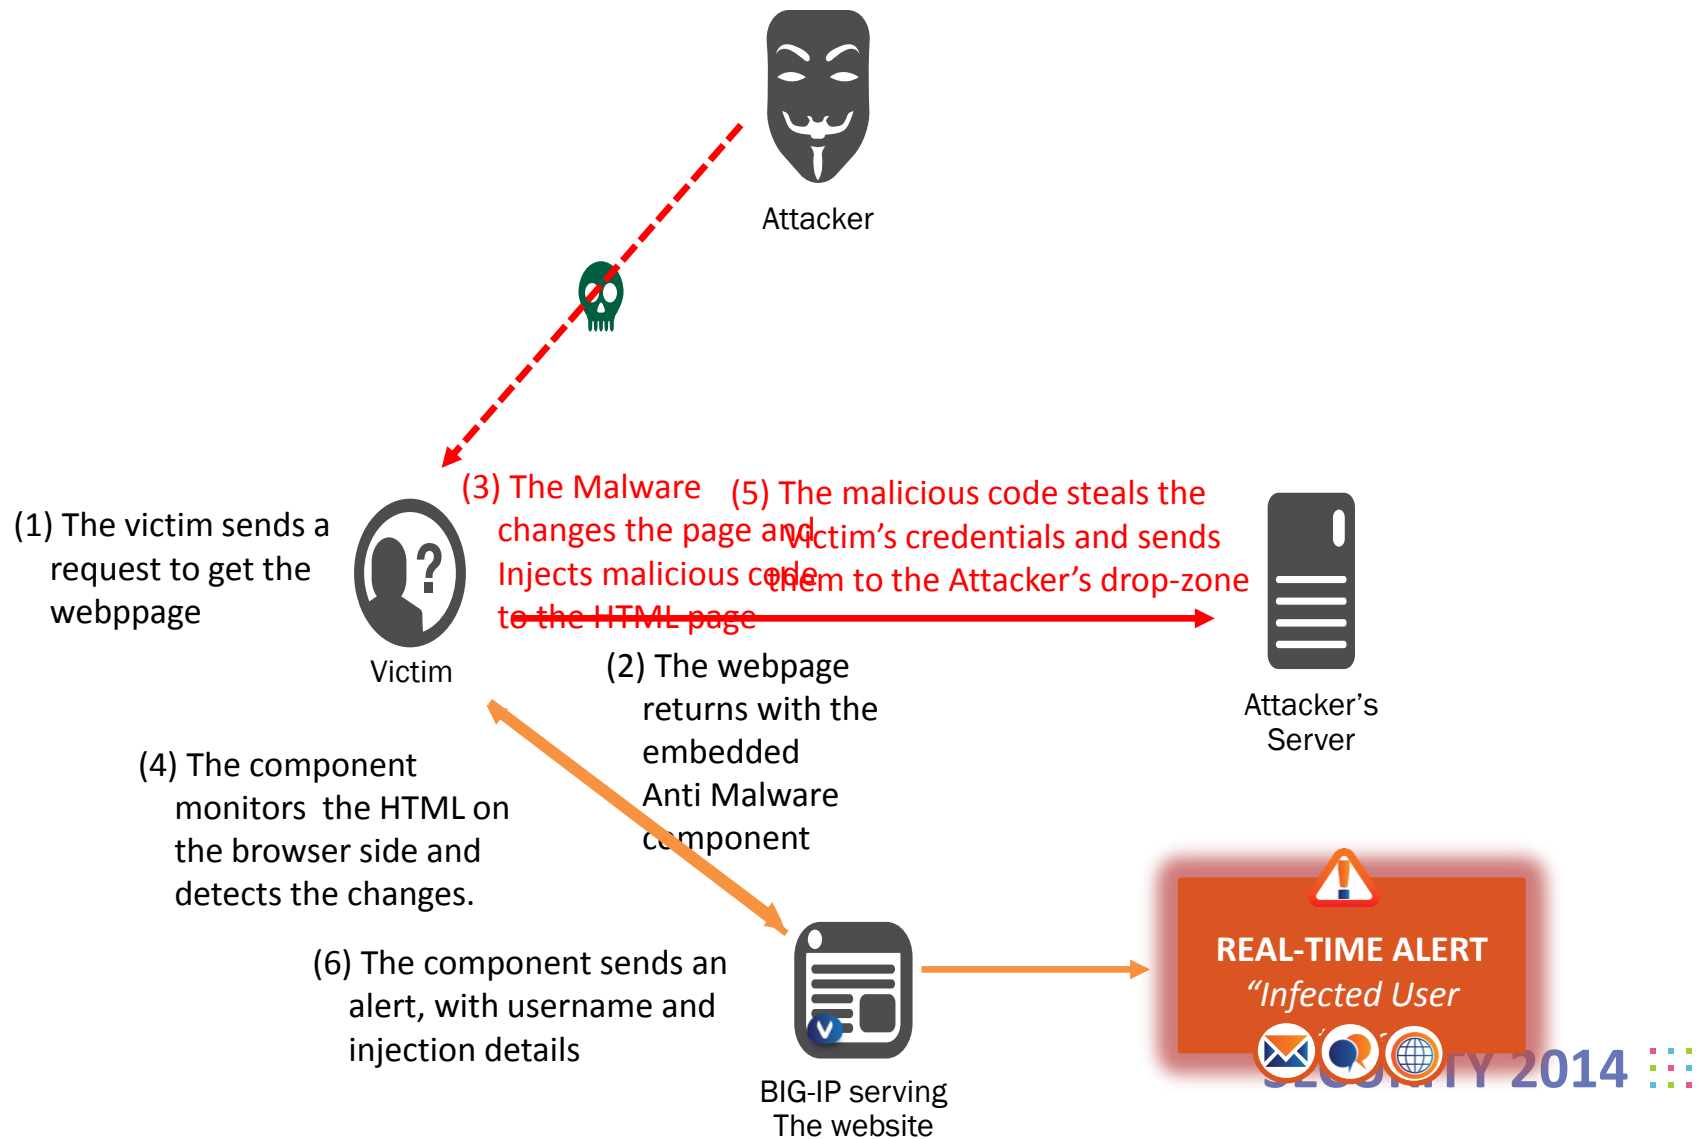 Attacker
(1) The victim sends a
request to get the
webppage
Victim
(3) The Malware
changes the page and
Injects malicious code
to the HTML page
(5) The malicious code steals the
Victim's credentials and sends
them to the Attacker's drop-zone
Attacker's
Server
(2) The webpage
returns with the
embedded
Anti Malware
component
(4) The component
monitors  the HTML on
the browser side and
detects the changes.
(6) The component sends an
alert, with username and
injection details
BIG-IP serving
The website
REAL-TIME ALERT
“Infected User
SECURITY 2014